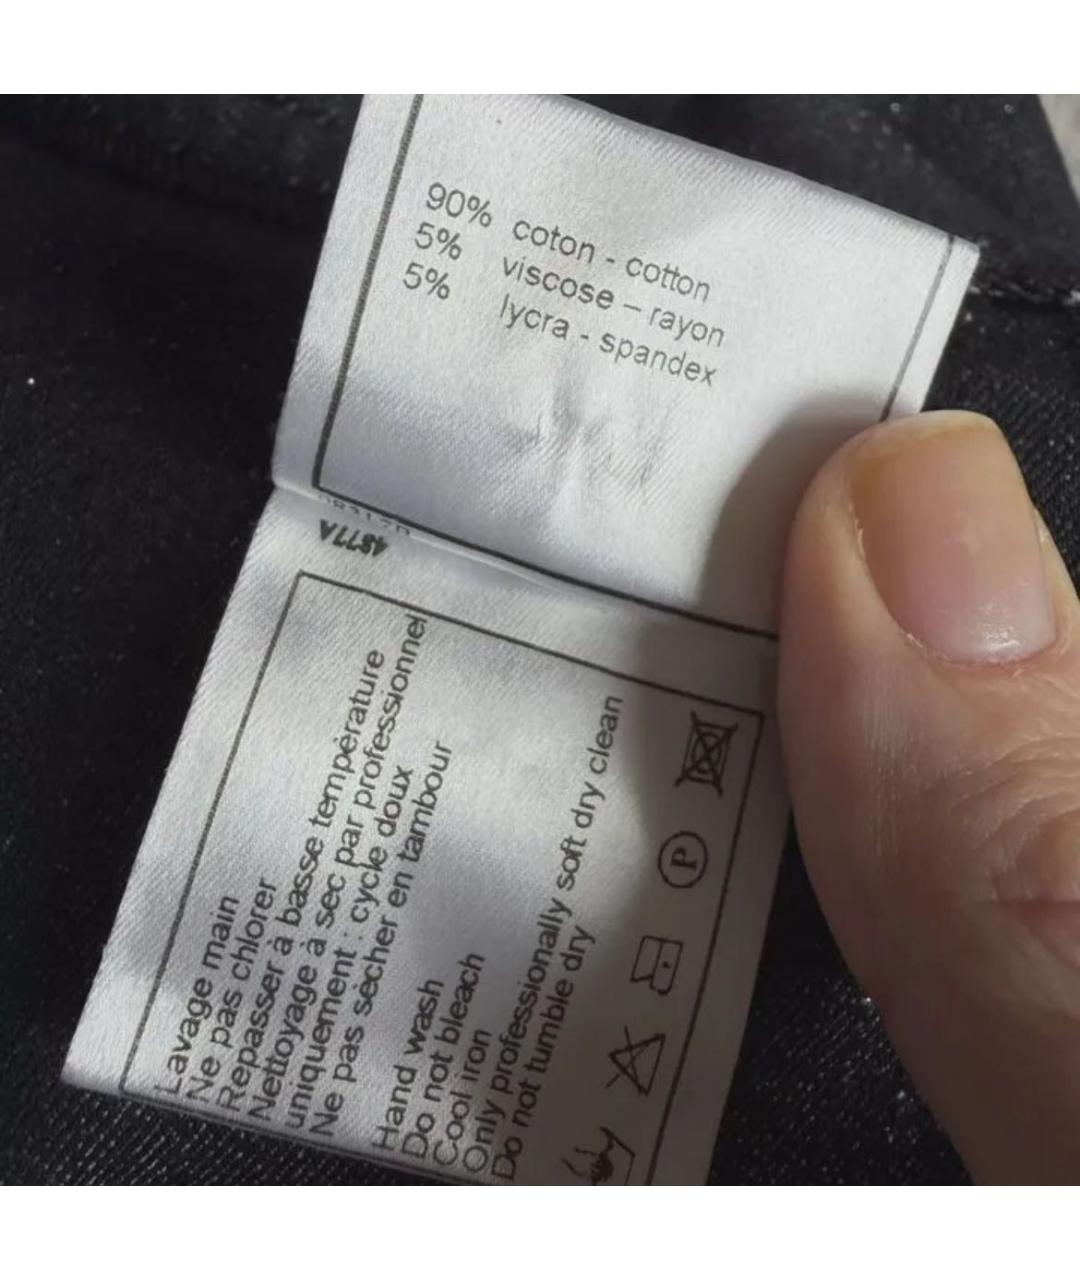 90% coton - cotton
5% viscose – rayon
5% lycra - spandex
4877A
Lavage main
Ne pas chlorer
Repasser à basse température
Nettoyage à sec par professionnel
uniquement : cycle doux
Ne pas sècher en tambour
Hand wash
Do not bleach
Cool iron
Only professionally soft dry clean
Do not tumble dry
P